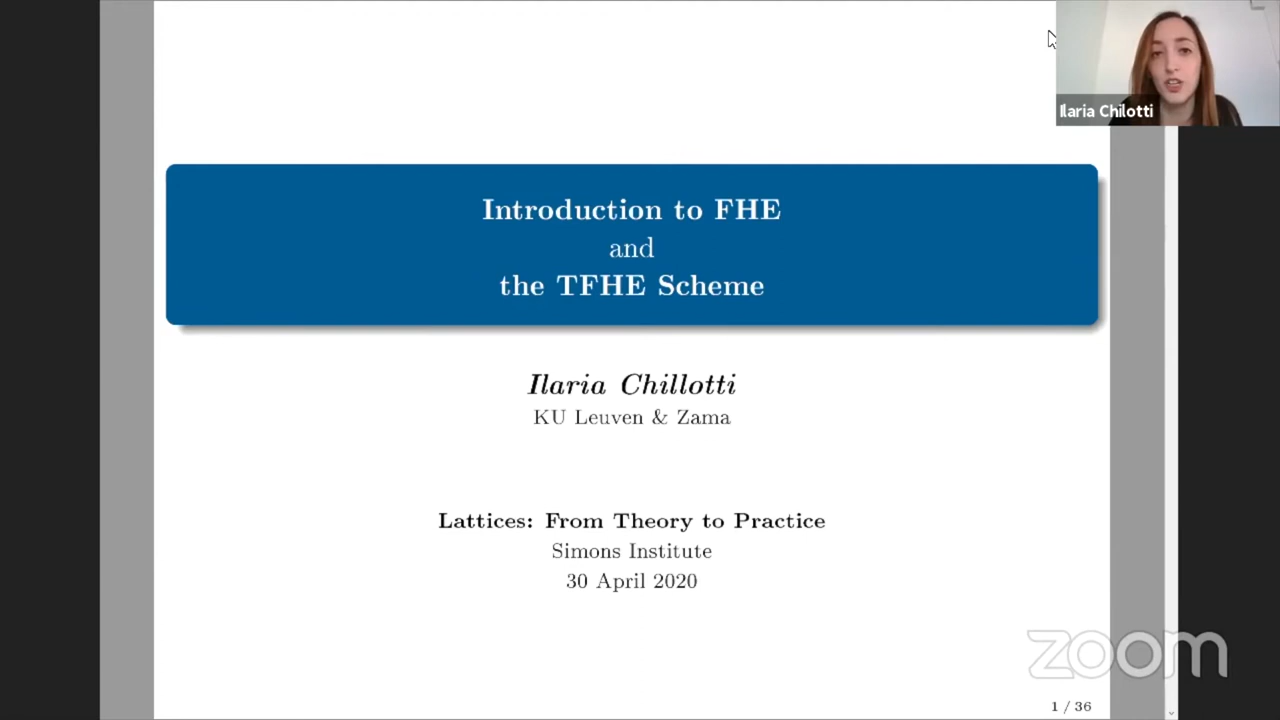 Ilaria Chilotti
Introduction to FHE
and
the TFHE Scheme
Ilaria Chillotti
KU Leuven & Zama
Lattices: From Theory to Practice
Simons Institute
30 April 2020
zoom
1 / 36